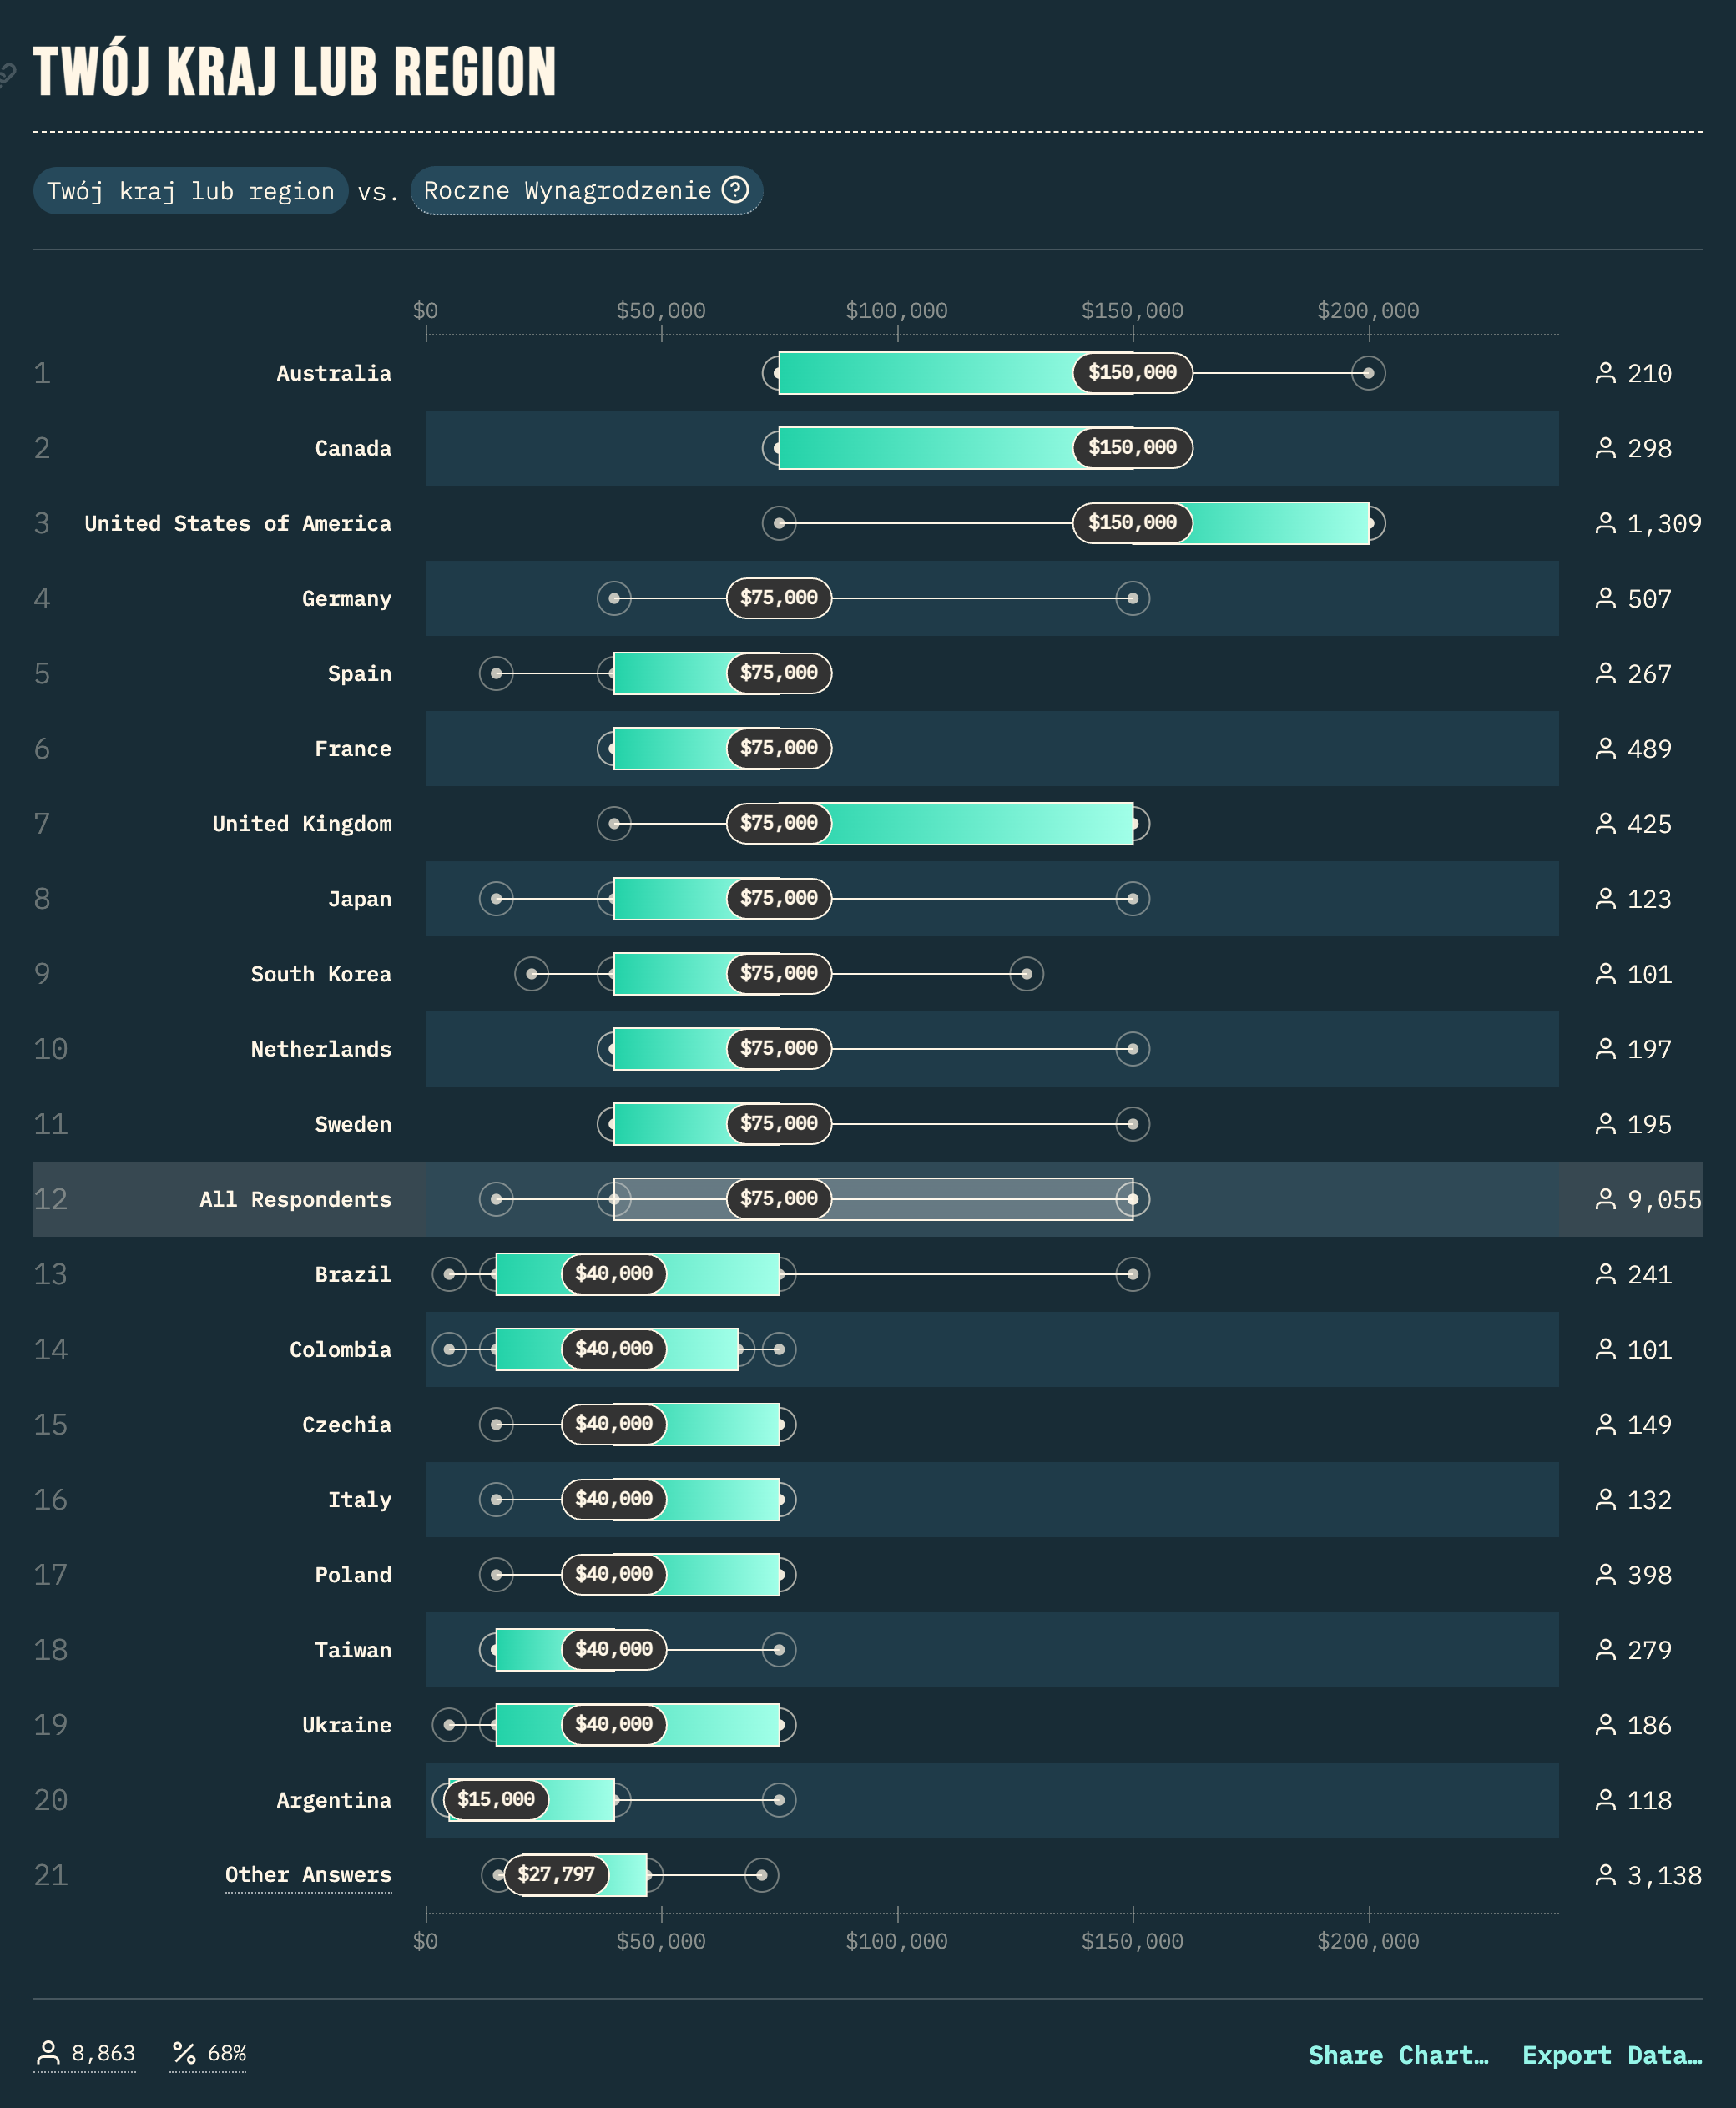 TWÓJ KRAJ LUB REGION
Twój kraj lub region vs. Roczne Wynagrodzenie ?
$0 $50,000 $100,000 $150,000 $200,000
1 Australia $150,000 210
2 Canada $150,000 298
3 United States of America $150,000 1,309
4 Germany $75,000 507
5 Spain $75,000 267
6 France $75,000 489
7 United Kingdom $75,000 425
8 Japan $75,000 123
9 South Korea $75,000 101
10 Netherlands $75,000 197
11 Sweden $75,000 195
12 All Respondents $75,000 9,055
13 Brazil $40,000 241
14 Colombia $40,000 101
15 Czechia $40,000 149
16 Italy $40,000 132
17 Poland $40,000 398
18 Taiwan $40,000 279
19 Ukraine $40,000 186
20 Argentina $15,000 118
21 Other Answers $27,797 3,138
$0 $50,000 $100,000 $150,000 $200,000
8,863 % 68% Share Chart… Export Data…